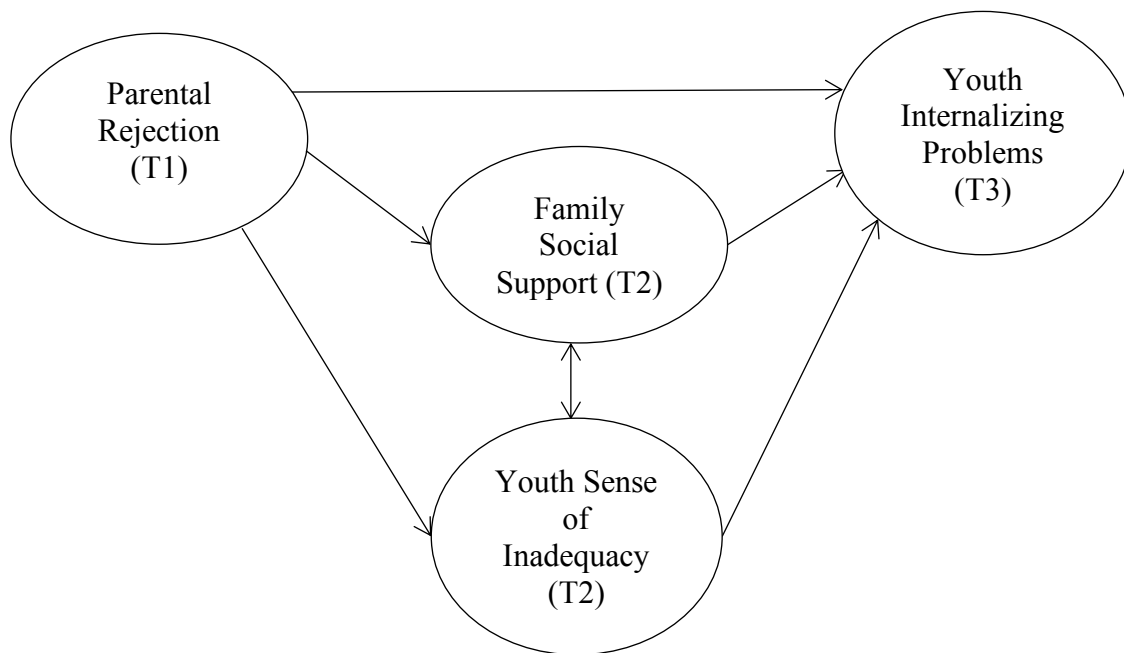 Parental
Rejection
(T1)
Youth
Internalizing
Problems
(T3)
Family
Social
Support (T2)
Youth Sense
of
Inadequacy
(T2)